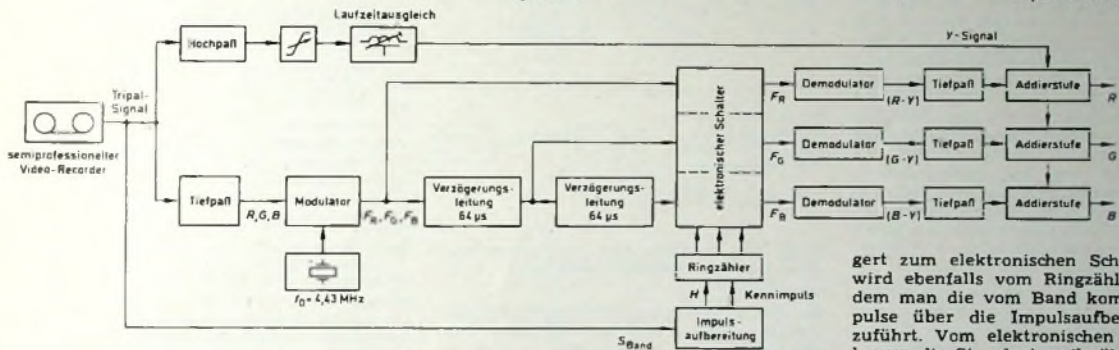 Laufzeitausgleich
Hochpaß
Y-Signal
Tripal-
Signal
semiprofessioneller
Video-Recorder
Tiefpaß
R, G, B
Modulator
f₀= 4,43 MHz
F_R, F_G, F_B
Verzögerungs-
leitung
64 µs
Verzögerungs-
leitung
64 µs
elektronischer Schalter
F_R
Demodulator
(R-Y)
Tiefpaß
Addierstufe
R
F_G
Demodulator
(G-Y)
Tiefpaß
Addierstufe
G
F_B
Demodulator
(B-Y)
Tiefpaß
Addierstufe
B
Ringzähler
H
Kennimpuls
Impuls-
aufbereitung
S_Band
gert zum elektronischen Sch
wird ebenfalls vom Ringzähl
dem man die vom Band kom
pulse über die Impulsaufbe
zuführt. Vom elektronischen